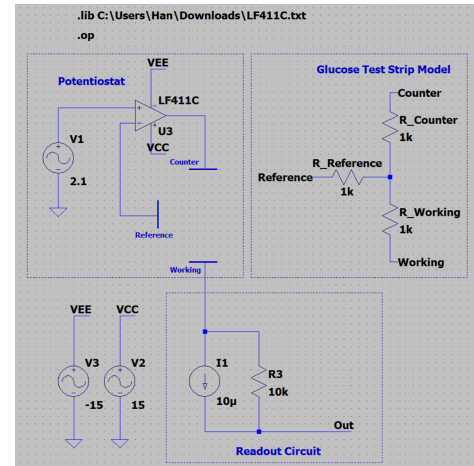 .lib C:\Users\Han\Downloads\LF411C.txt
.op
VEE
Potentiostat
LF411C
U3
VCC
V1
2.1
Counter
Reference
Working
Glucose Test Strip Model
Counter
R_Counter
1k
R_Reference
Reference
1k
R_Working
1k
Working
VEE
VCC
V3
V2
-15
15
I1
10µ
R3
10k
Out
Readout Circuit